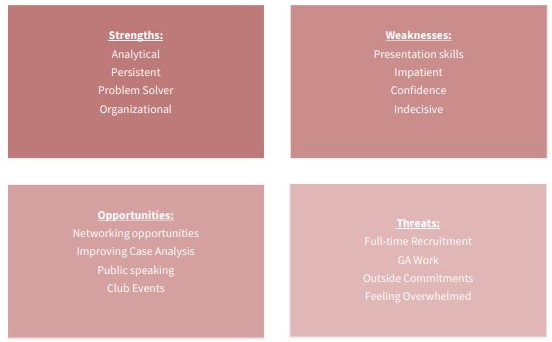 Strengths:
Analytical
Persistent
Problem Solver
Organizational
Weaknesses:
Presentation skills
Impatient
Confidence
Indecisive
Opportunities:
Networking opportunities
Improving Case Analysis
Public speaking
Club Events
Threats:
Full-time Recruitment
GA Work
Outside Commitments
Feeling Overwhelmed